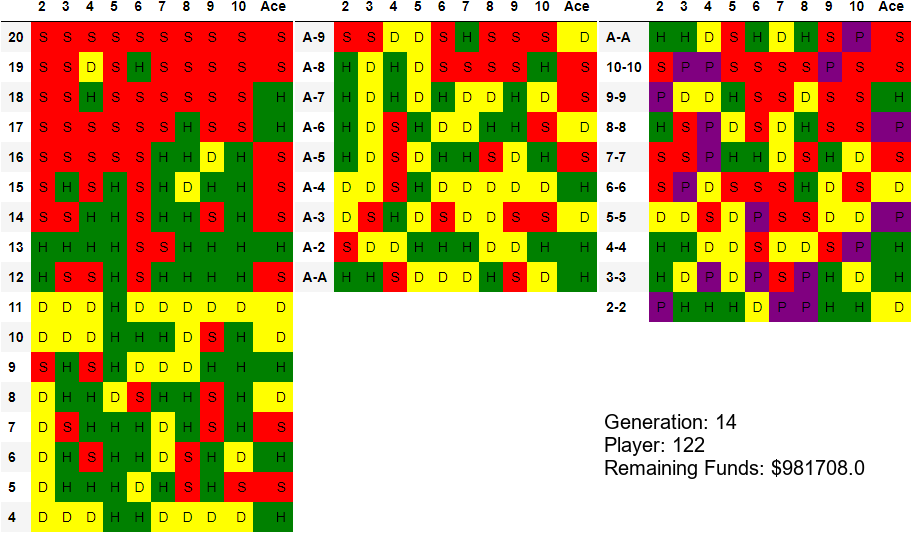 2 3 4 5 6 7 8 9 10 Ace 2 3 4 5 6 7 8 9 10 Ace 2 3 4 5 6 7 8 9 10 Ace
20 S S S S S S S S S S A-9 S S D D S H S S S D A-A H H D S H D H S P S
19 S S D S H S S S S S A-8 H D H D S S S S H S 10-10 S P P S S S S P S S
18 S S H S S S S S S H A-7 H D H D H D D H D S 9-9 P D D H S S D S S H
17 S S S S S S H S S H A-6 H D S H D D H H S D 8-8 H S P D S D H S S P
16 S S S S S H H D H S A-5 H D S D H H S D H S 7-7 S S P H H D S H D S
15 S H S H S H D H H S A-4 D D S H D D D D D H 6-6 S P D S S S H D S D
14 S S H H S H H S H S A-3 D S H D S D D S S D 5-5 D D S D P S S D D P
13 H H H H S S H H H H A-2 S D D H H H D D H H 4-4 H H D D S D D S P H
12 H S S H S H H H H S A-A H H S D D D H S D H 3-3 H D P D P S P H D H
11 D D D H D D D D D D 2-2 P H H H D P P H H D
10 D D D H H H D S H D
9 S H S H D D D H H H
8 D H H D S H H S H D
7 D S H H H D H S H S
6 D H S H H D S H D H
5 D H H H D H S H S S
4 D D D H H D D D D H
Generation: 14
Player: 122
Remaining Funds: $981708.0